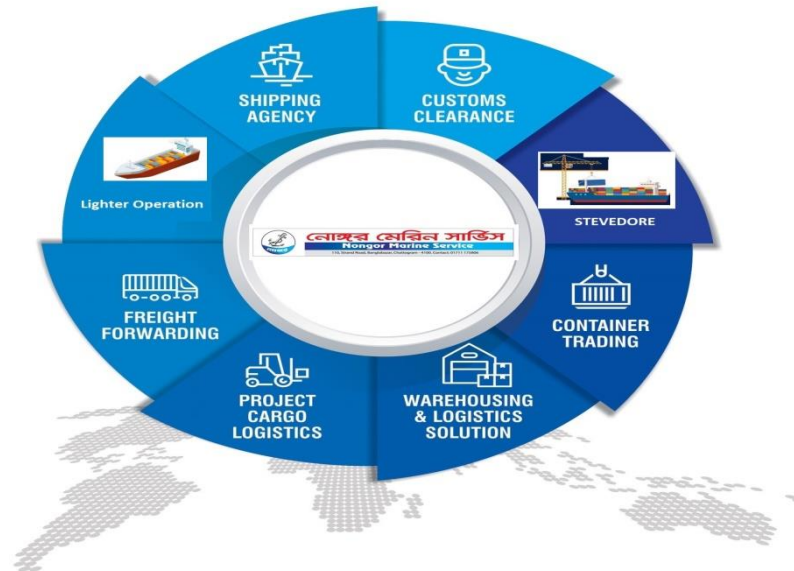 SHIPPING
AGENCY
CUSTOMS
CLEARANCE
Lighter Operation
STEVEDORE
নোঙ্গর মেরিন সার্ভিস
Nongor Marine Service
FREIGHT
FORWARDING
CONTAINER
TRADING
PROJECT
CARGO
LOGISTICS
WAREHOUSING
& LOGISTICS
SOLUTION